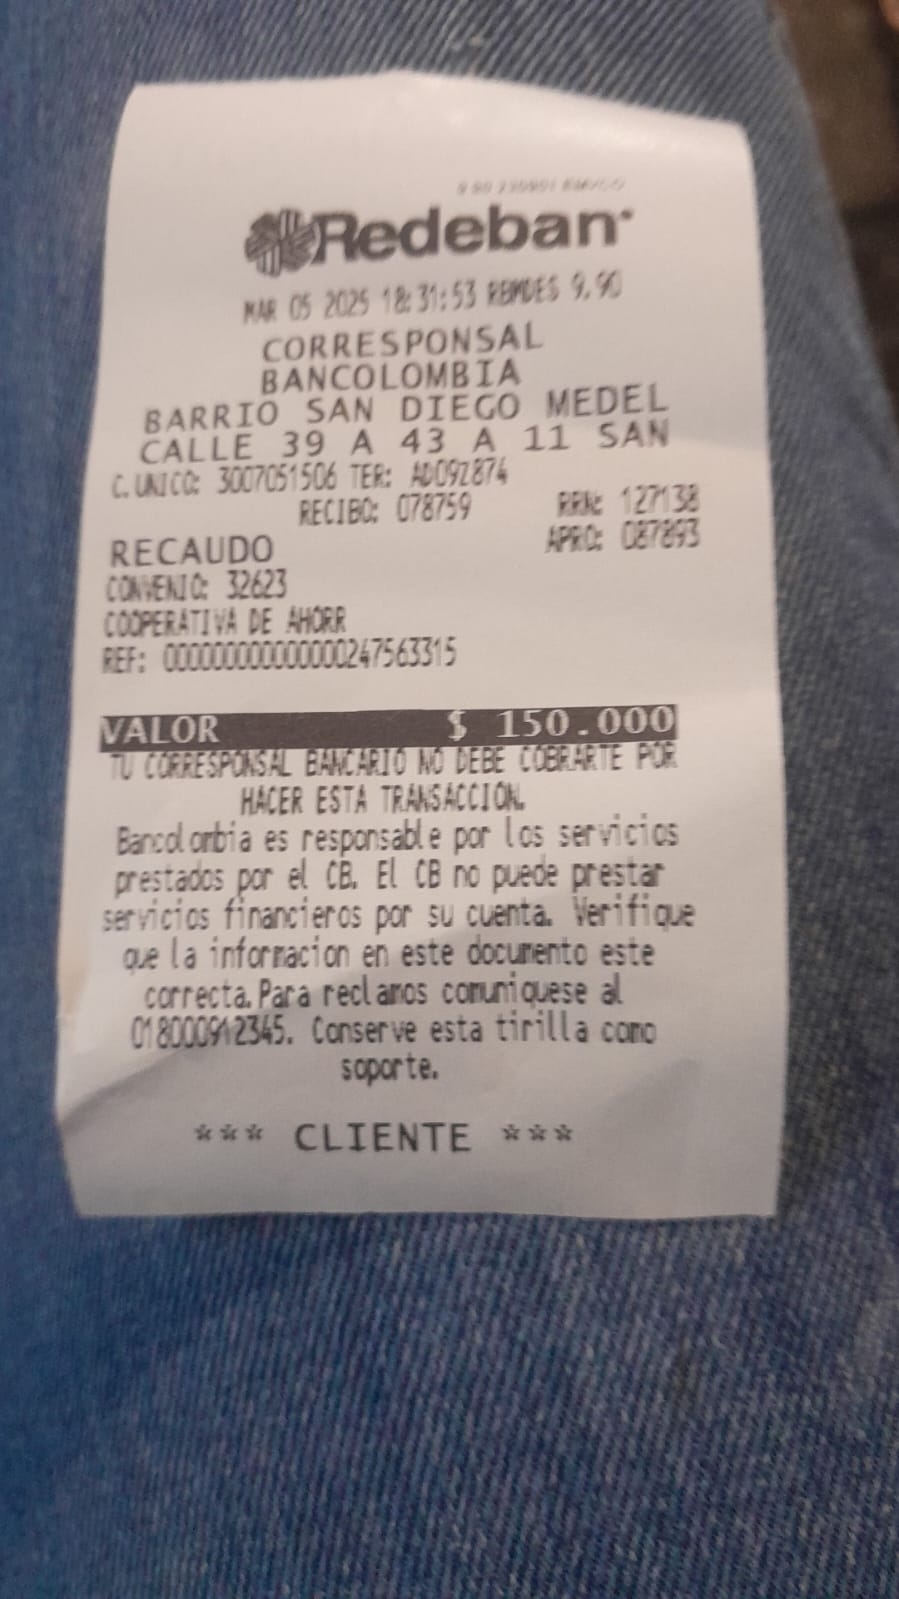 Redeban
MAR 05 2025 18:31:53 RBMDES 9.90
CORRESPONSAL
BANCOLOMBIA
BARRIO SAN DIEGO MEDEL
CALLE 39 A 43 A 11 SAN
C.UNICO: 3007051506 TER: AD09Z874
RECIBO: 078759 RRN: 127138
RECAUDO APRO: 087893
CONVENIO: 32623
COOPERATIVA DE AHORR
REF: 000000000000000247563315
VALOR $ 150.000
TU CORRESPONSAL BANCARIO NO DEBE COBRARTE POR
HACER ESTA TRANSACCION.
Bancolombia es responsable por los servicios
prestados por el CB. El CB no puede prestar
servicios financieros por su cuenta. Verifique
que la informacion en este documento este
correcta.Para reclamos comuniquese al
018000912345. Conserve esta tirilla como
soporte.
*** CLIENTE ***